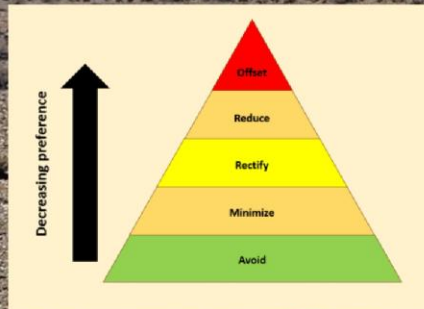 Decreasing preference
Offset
Reduce
Rectify
Minimize
Avoid